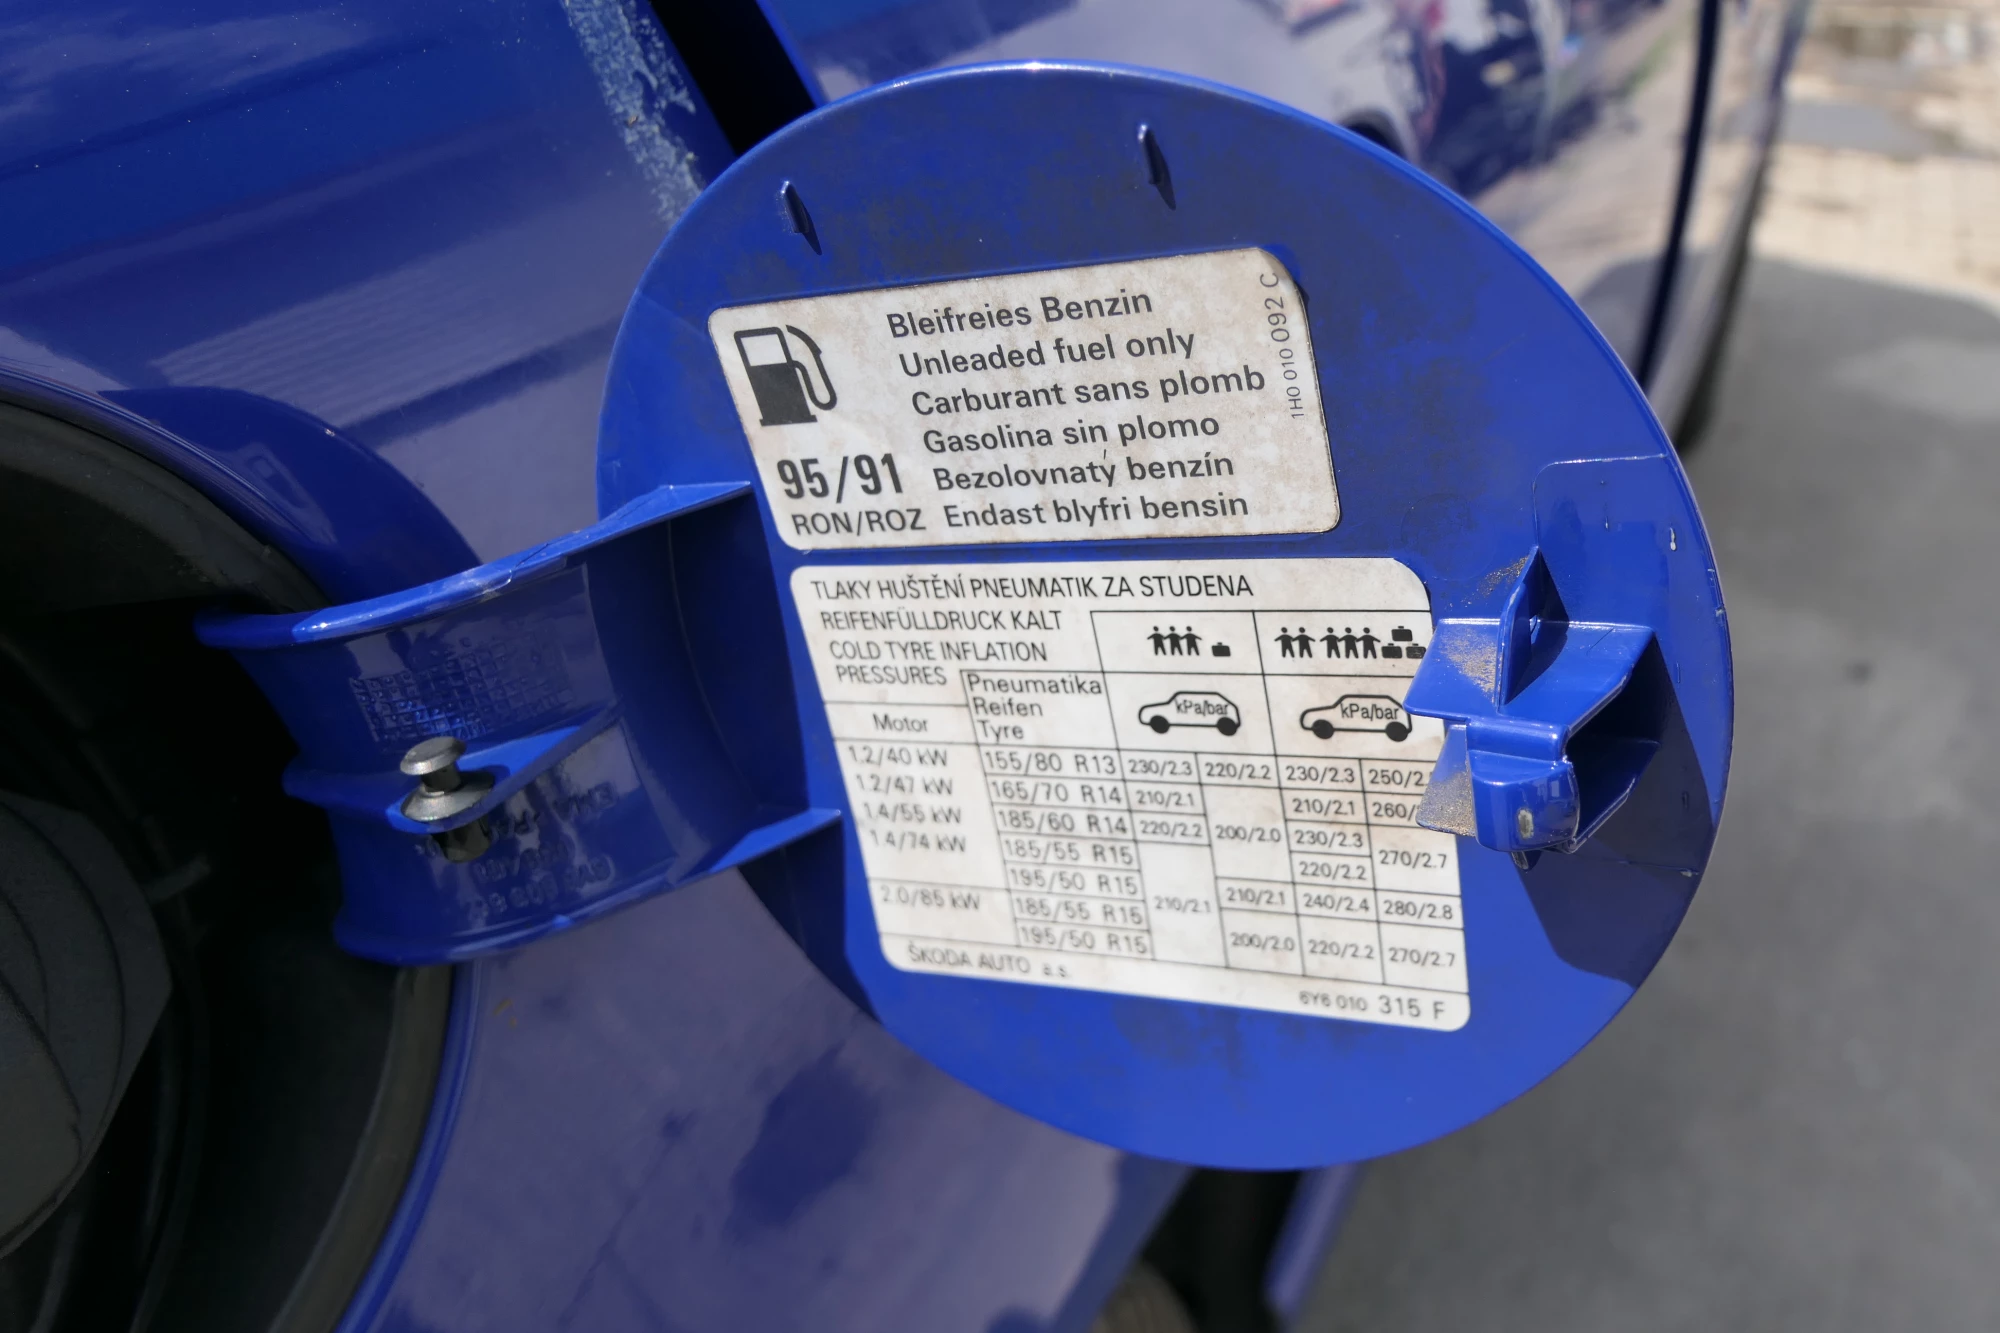 Bleifreies Benzin
Unleaded fuel only
Carburant sans plomb
Gasolina sin plomo
95/91 Bezolovnatý benzín
RON/ROZ Endast blyfri bensin
1H0 010 092 C
TLAKY HUŠTĚNÍ PNEUMATIK ZA STUDENA
REIFENFÜLLDRUCK KALT
COLD TYRE INFLATION
PRESSURES
Pneumatika
Reifen
Tyre
Motor
kPa/bar kPa/bar
1.2/40 kW 155/80 R13 230/2.3 220/2.2 230/2.3
1.2/47 kW 165/70 R14 210/2.1 200/2.0 210/2.1
1.4/55 kW 185/60 R14 220/2.2 230/2.3 270/2.7
1.4/74 kW 185/55 R15 220/2.2
195/50 R15 210/2.1 210/2.1 240/2.4 280/2.8
2.0/85 kW 185/55 R15
195/50 R15 200/2.0 220/2.2 270/2.7
ŠKODA AUTO a.s.
6Y6 010 315 F